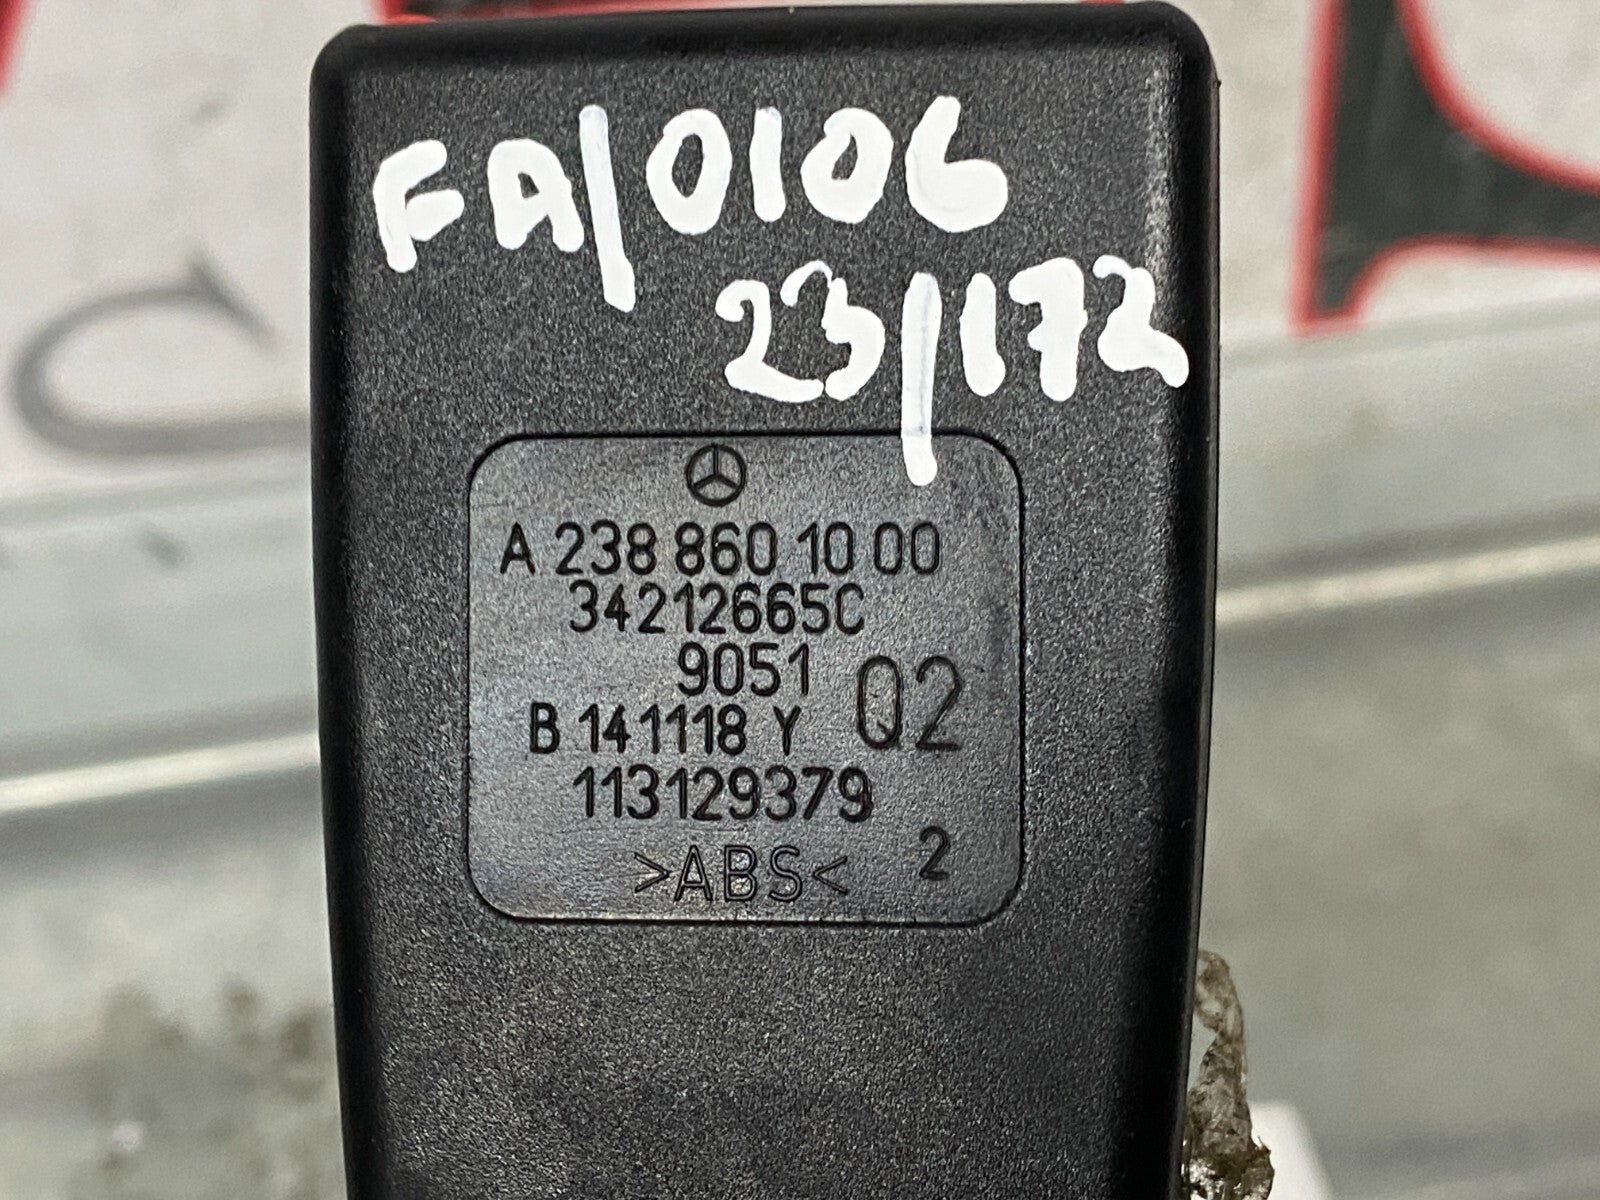 FA/0106
23/172
A 238 860 10 00
34212665C
9051
B 141118 Y Q2
113129379
>ABS< 2